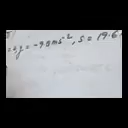 = -9.8ms⁻², s = 19.6